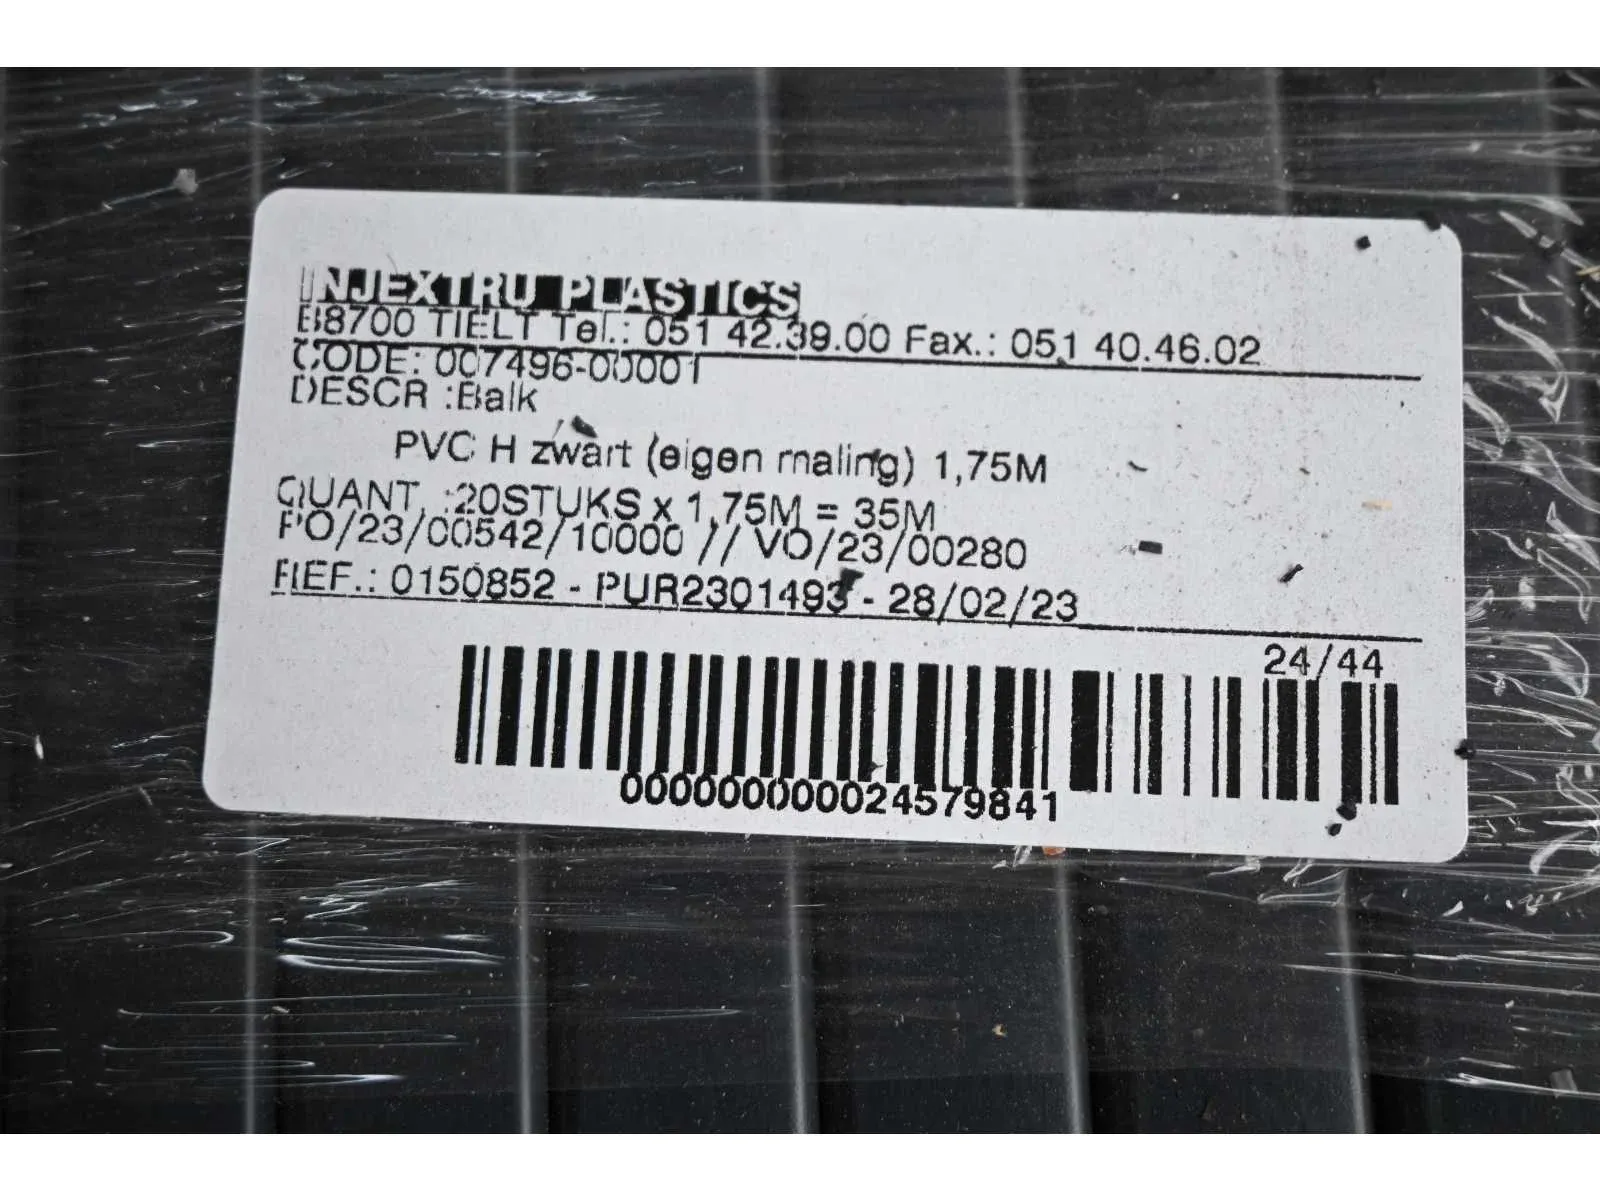 INJEXTRU PLASTICS
B8700 TIELT Tel.: 051 42.39.00 Fax.: 051 40.46.02
CODE: 007496-00001
DESCR :Balk
PVC H zwart (eigen maling) 1,75M
QUANT. :20STUKS x 1,75M = 35M
PO/23/00542/10000 // VO/23/00280
REF.: 0150852 - PUR2301493 - 28/02/23
24/44
000000000024579841